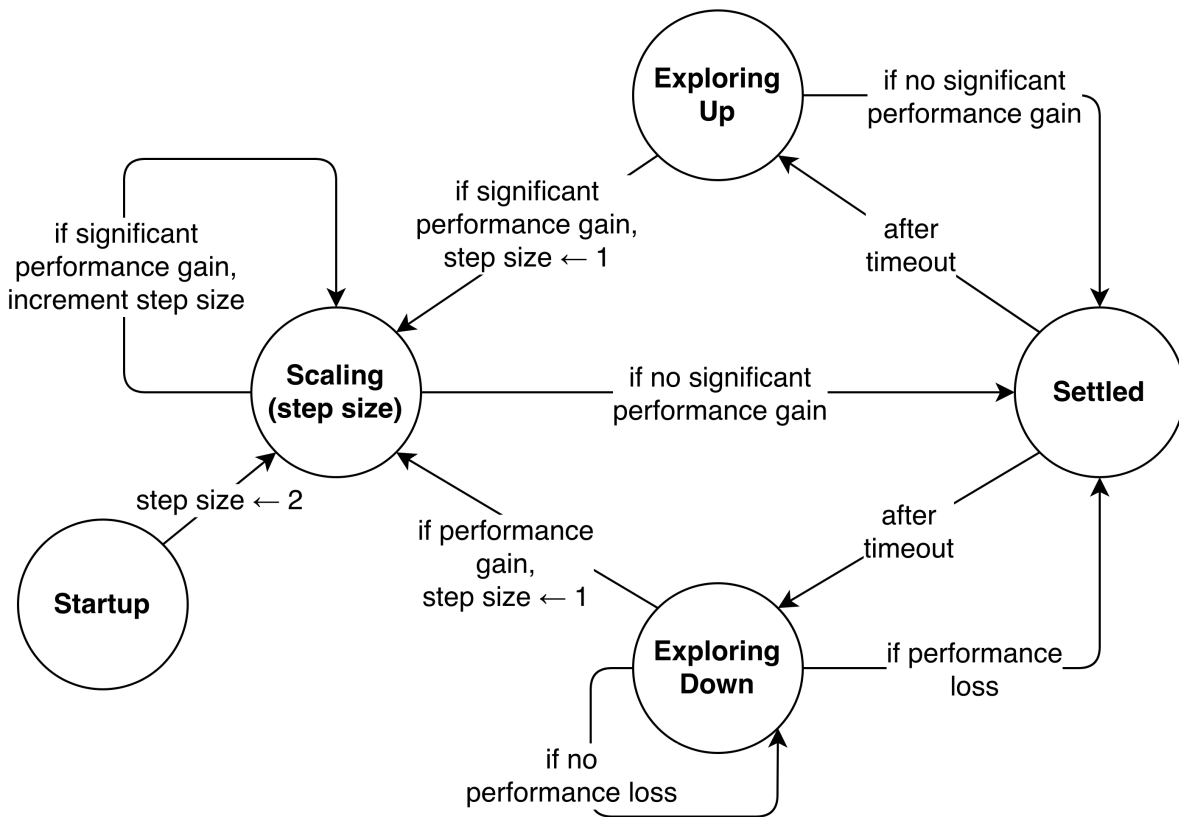 Exploring
Up
if no significant
performance gain
if significant
performance gain,
step size ← 1
after
timeout
if significant
performance gain,
increment step size
Scaling
(step size)
if no significant
performance gain
Settled
step size ← 2
Startup
if performance
gain,
step size ← 1
after
timeout
Exploring
Down
if performance
loss
if no
performance loss